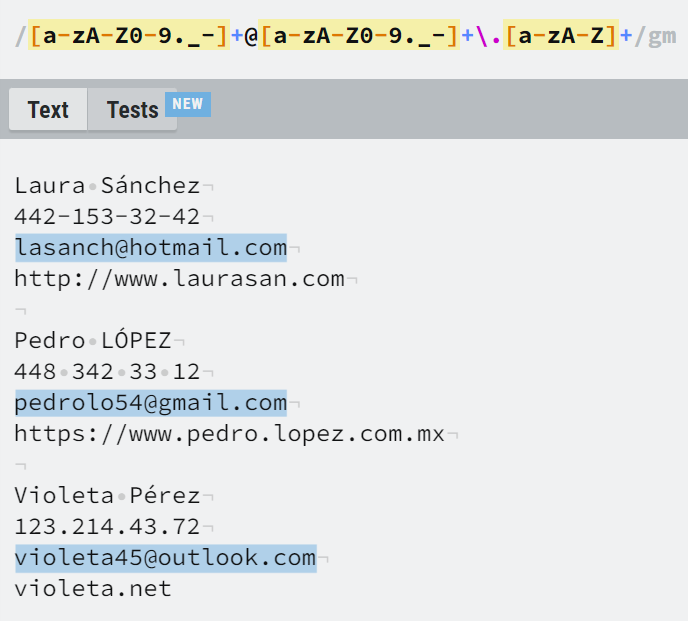 /[a-zA-Z0-9._-]+@[a-zA-Z0-9._-]+\.[a-zA-Z]+/gm
Text Tests NEW
Laura•Sánchez¬
442-153-32-42¬
lasanch@hotmail.com¬
http://www.laurasan.com¬
¬
Pedro•LÓPEZ¬
448•342•33•12¬
pedrolo54@gmail.com¬
https://www.pedro.lopez.com.mx¬
¬
Violeta•Pérez¬
123.214.43.72¬
violeta45@outlook.com¬
violeta.net